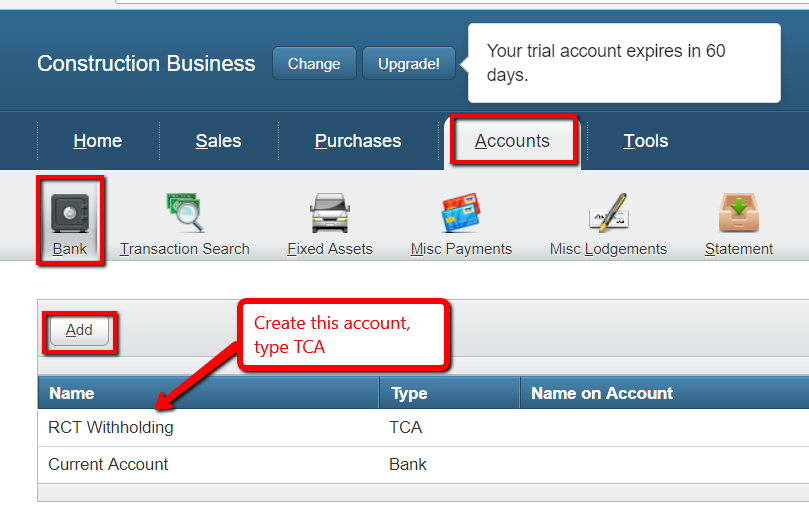 Construction Business
Change
Upgrade!
Your trial account expires in 60
days.
Home
Sales
Purchases
Accounts
Tools
Bank
Transaction Search
Fixed Assets
Misc Payments
Misc Lodgements
Statement
Add
Create this account,
type TCA
Name Type Name on Account
RCT Withholding TCA
Current Account Bank